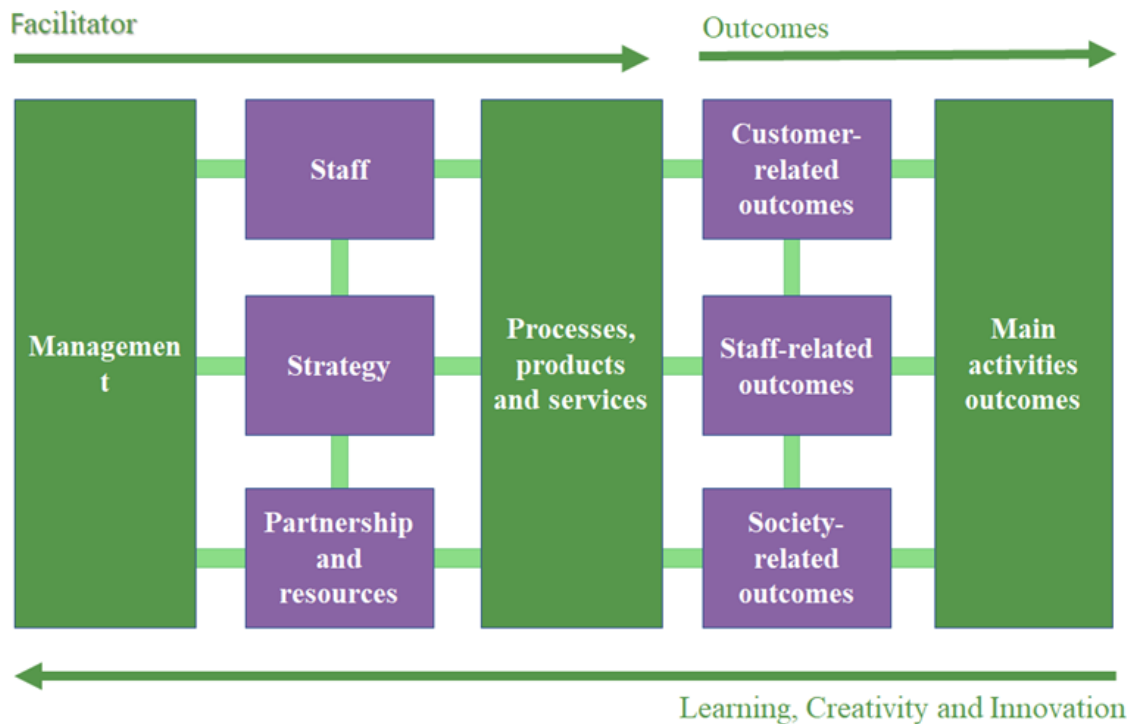 Facilitator
Outcomes
Managemen
t
Staff
Strategy
Partnership
and
resources
Processes,
products
and services
Customer-
related
outcomes
Staff-related
outcomes
Society-
related
outcomes
Main
activities
outcomes
Learning, Creativity and Innovation